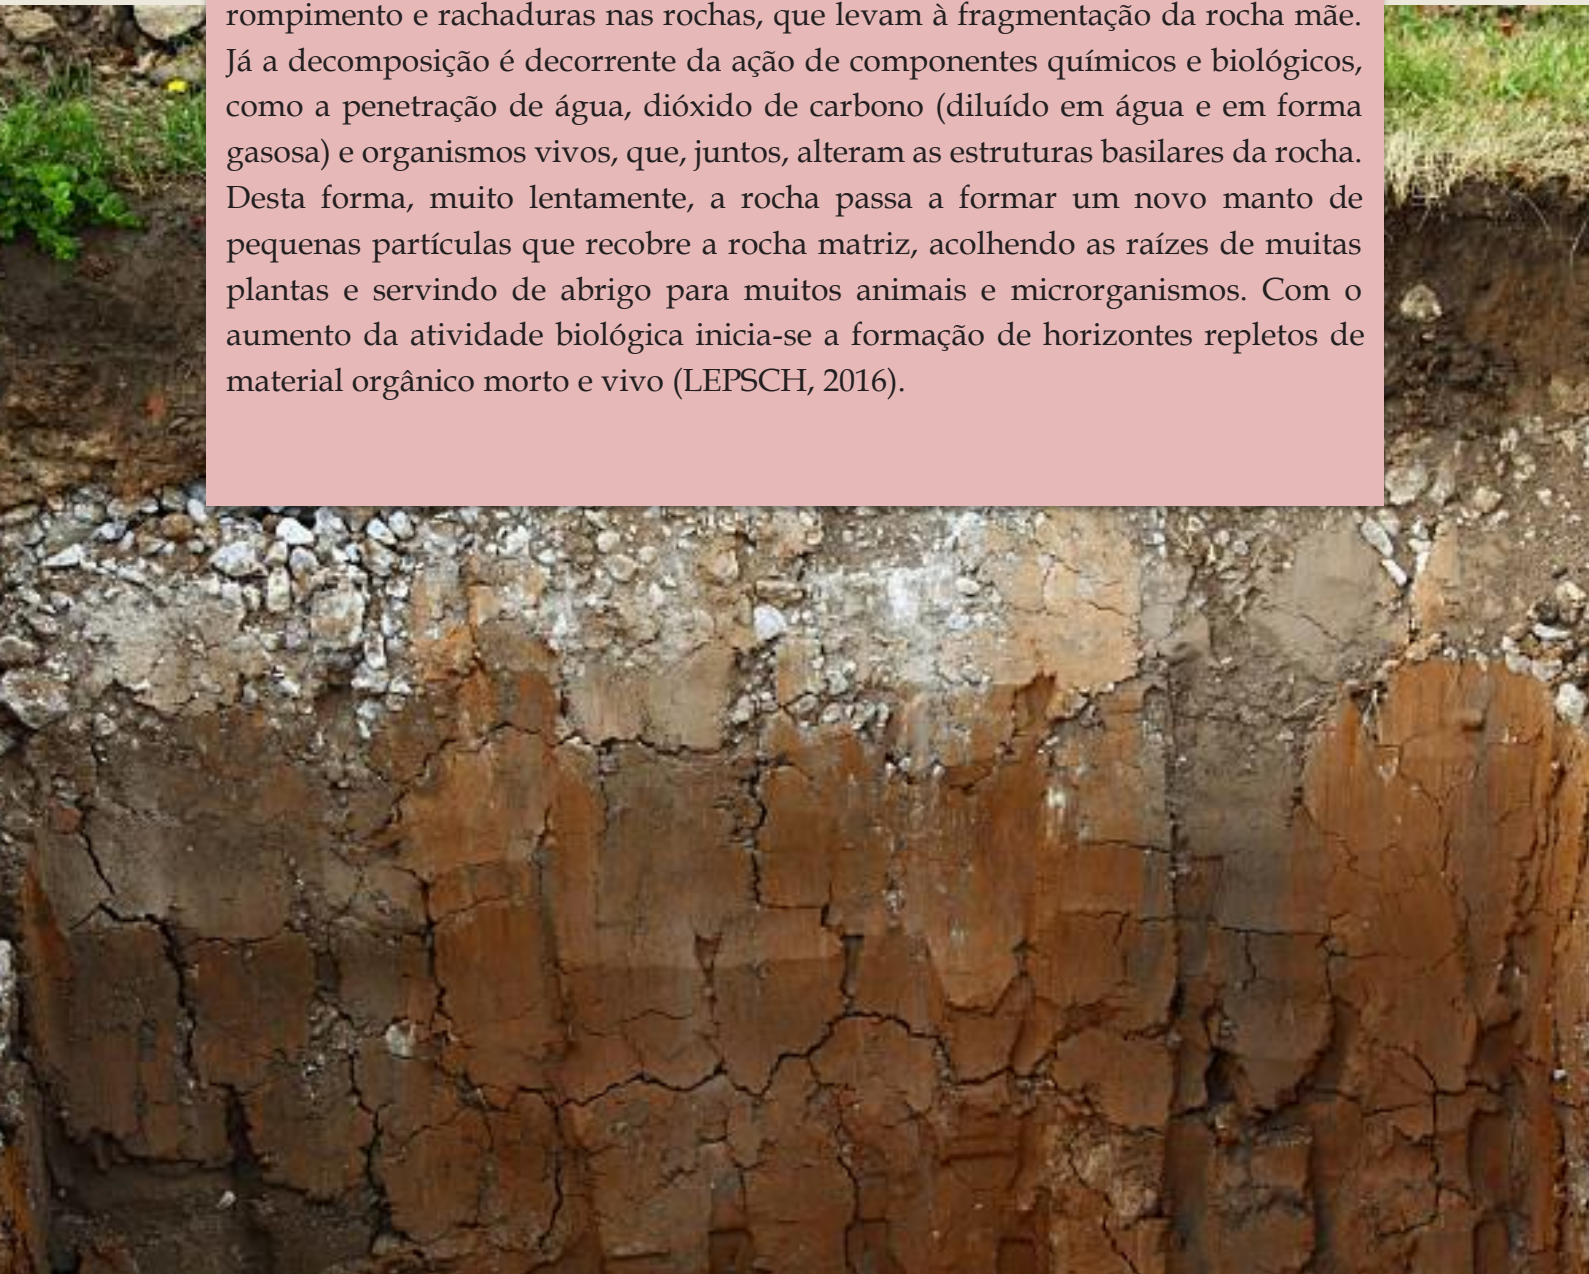 rompimento e rachaduras nas rochas, que levam à fragmentação da rocha mãe.
Já a decomposição é decorrente da ação de componentes químicos e biológicos,
como a penetração de água, dióxido de carbono (diluído em água e em forma
gasosa) e organismos vivos, que, juntos, alteram as estruturas basilares da rocha.
Desta forma, muito lentamente, a rocha passa a formar um novo manto de
pequenas partículas que recobre a rocha matriz, acolhendo as raízes de muitas
plantas e servindo de abrigo para muitos animais e microrganismos. Com o
aumento da atividade biológica inicia-se a formação de horizontes repletos de
material orgânico morto e vivo (LEPSCH, 2016).